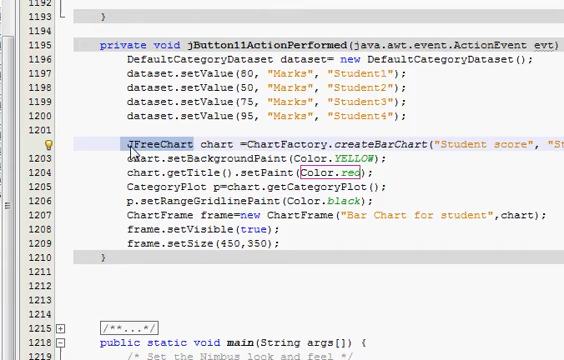 1192
1193 }
1194
1195 private void jButton11ActionPerformed(java.awt.event.ActionEvent evt)
1196 DefaultCategoryDataset dataset= new DefaultCategoryDataset();
1197 dataset.setValue(80, "Marks", "Student1");
1198 dataset.setValue(50, "Marks", "Student2");
1199 dataset.setValue(75, "Marks", "Student3");
1200 dataset.setValue(95, "Marks", "Student4");
1201
JFreeChart chart =ChartFactory.createBarChart("Student score", "St
1203 chart.setBackgroundPaint(Color.YELLOW);
1204 chart.getTitle().setPaint(Color.red);
1205 CategoryPlot p=chart.getCategoryPlot();
1206 p.setRangeGridlinePaint(Color.black);
1207 ChartFrame frame=new ChartFrame("Bar Chart for student",chart);
1208 frame.setVisible(true);
1209 frame.setSize(450,350);
1210 }
1211
1212
1213
1214
1215 /**...*/
1218 public static void main(String args[]) {
1219 /* Set the Nimbus look and feel */